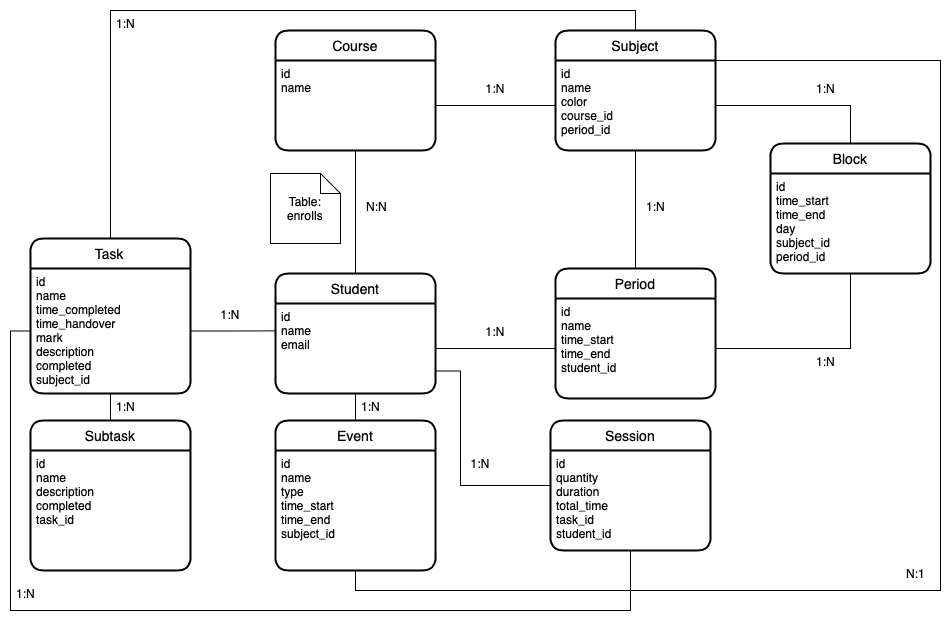 1:N
Course
id
name
1:N
Subject
id
name
color
course_id
period_id
1:N
Block
id
time_start
time_end
day
subject_id
period_id
Table:
enrolls
N:N
1:N
Task
id
name
time_completed
time_handover
mark
description
completed
subject_id
1:N
Student
id
name
email
1:N
Period
id
name
time_start
time_end
student_id
1:N
1:N
Subtask
id
name
description
completed
task_id
1:N
Event
id
name
type
time_start
time_end
subject_id
1:N
Session
id
quantity
duration
total_time
task_id
student_id
N:1
1:N